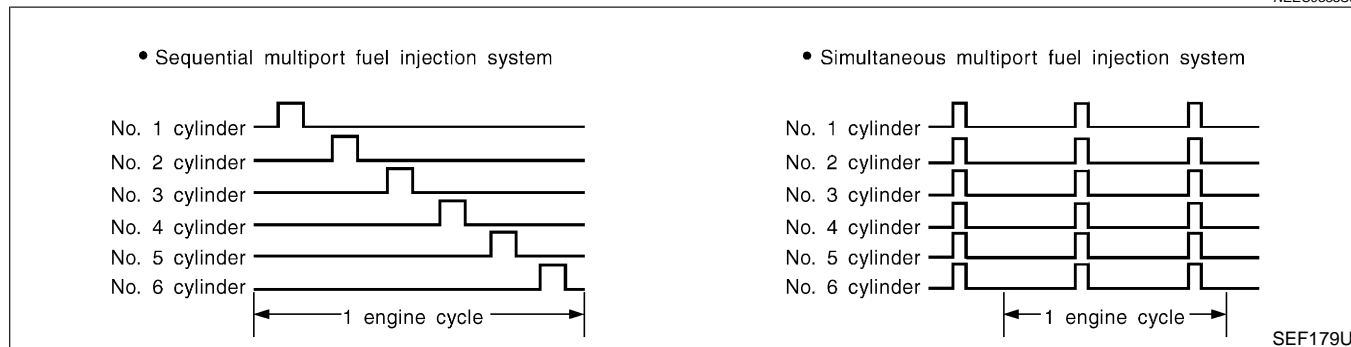 • Sequential multiport fuel injection system
No. 1 cylinder
No. 2 cylinder
No. 3 cylinder
No. 4 cylinder
No. 5 cylinder
No. 6 cylinder
1 engine cycle
• Simultaneous multiport fuel injection system
No. 1 cylinder
No. 2 cylinder
No. 3 cylinder
No. 4 cylinder
No. 5 cylinder
No. 6 cylinder
1 engine cycle
SEF179U